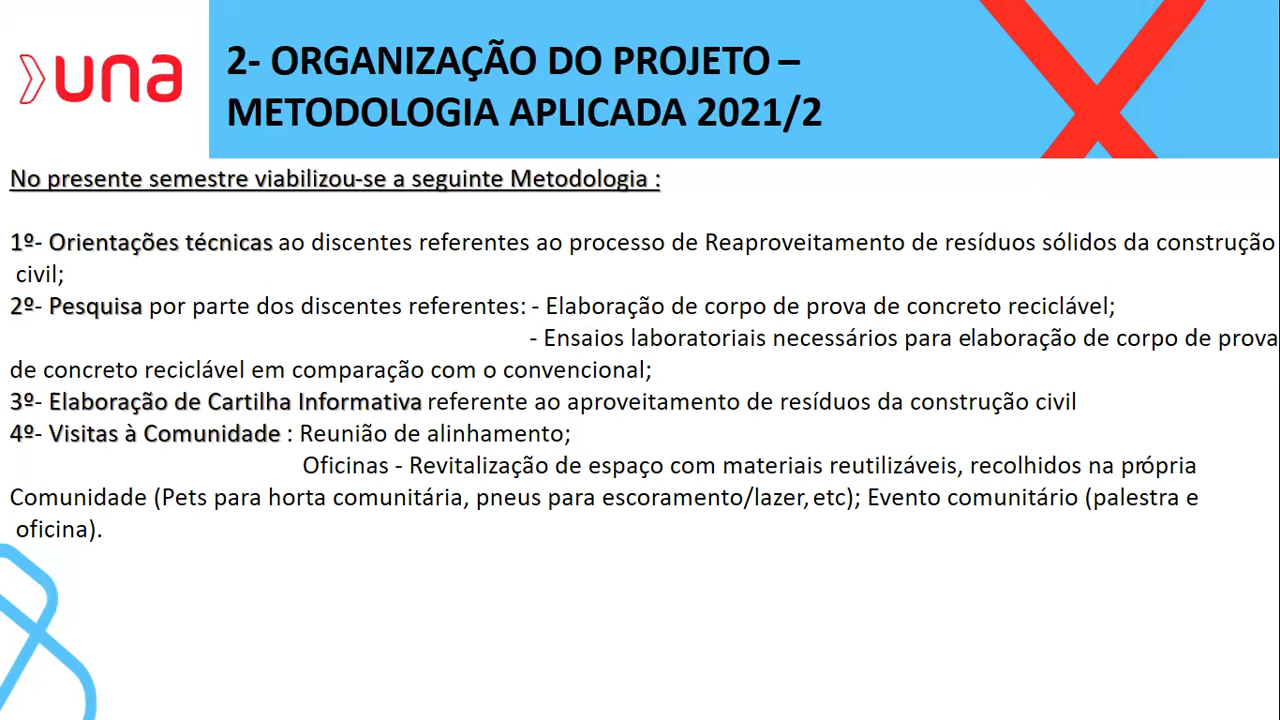 una
2- ORGANIZAÇÃO DO PROJETO –
METODOLOGIA APLICADA 2021/2
No presente semestre viabilizou-se a seguinte Metodologia :
1º- Orientações técnicas ao discentes referentes ao processo de Reaproveitamento de resíduos sólidos da construção
civil;
2º- Pesquisa por parte dos discentes referentes: - Elaboração de corpo de prova de concreto reciclável;
- Ensaios laboratoriais necessários para elaboração de corpo de prova
de concreto reciclável em comparação com o convencional;
3º- Elaboração de Cartilha Informativa referente ao aproveitamento de resíduos da construção civil
4º- Visitas à Comunidade : Reunião de alinhamento;
Oficinas - Revitalização de espaço com materiais reutilizáveis, recolhidos na própria
Comunidade (Pets para horta comunitária, pneus para escoramento/lazer, etc); Evento comunitário (palestra e
oficina).